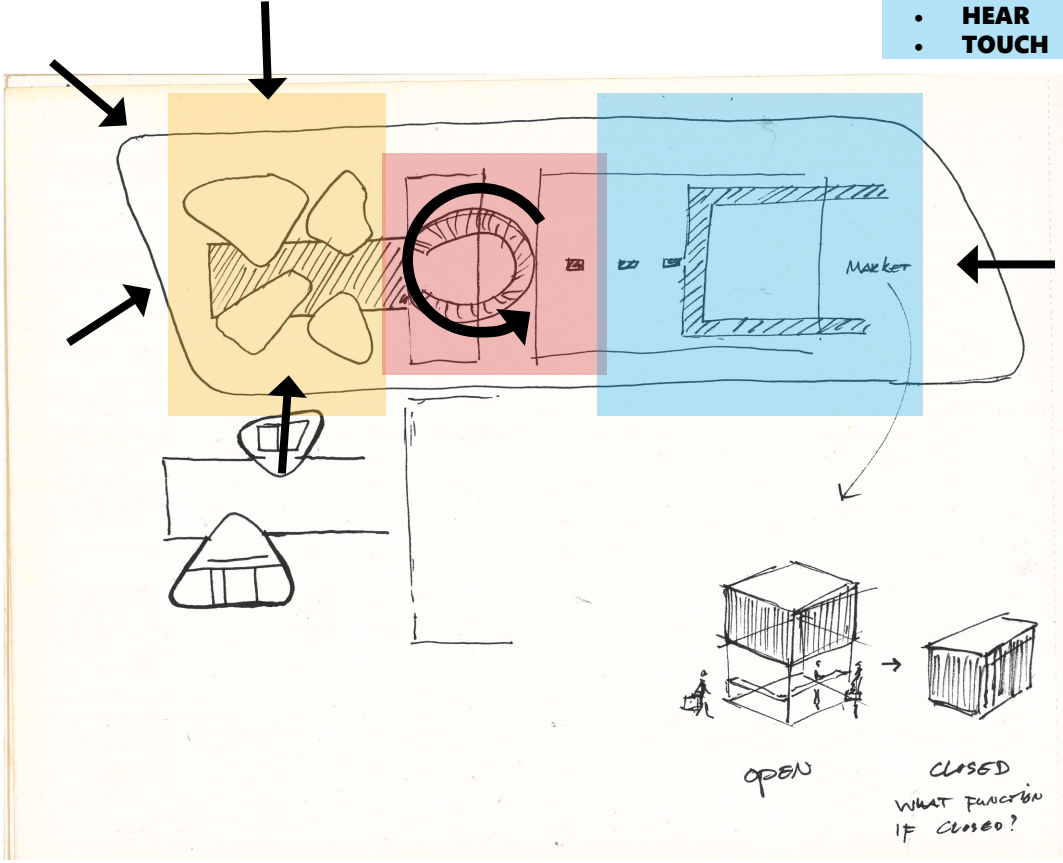 • HEAR
• TOUCH
MARKET
OPEN
CLOSED
WHAT FUNCTION
IF CLOSED?